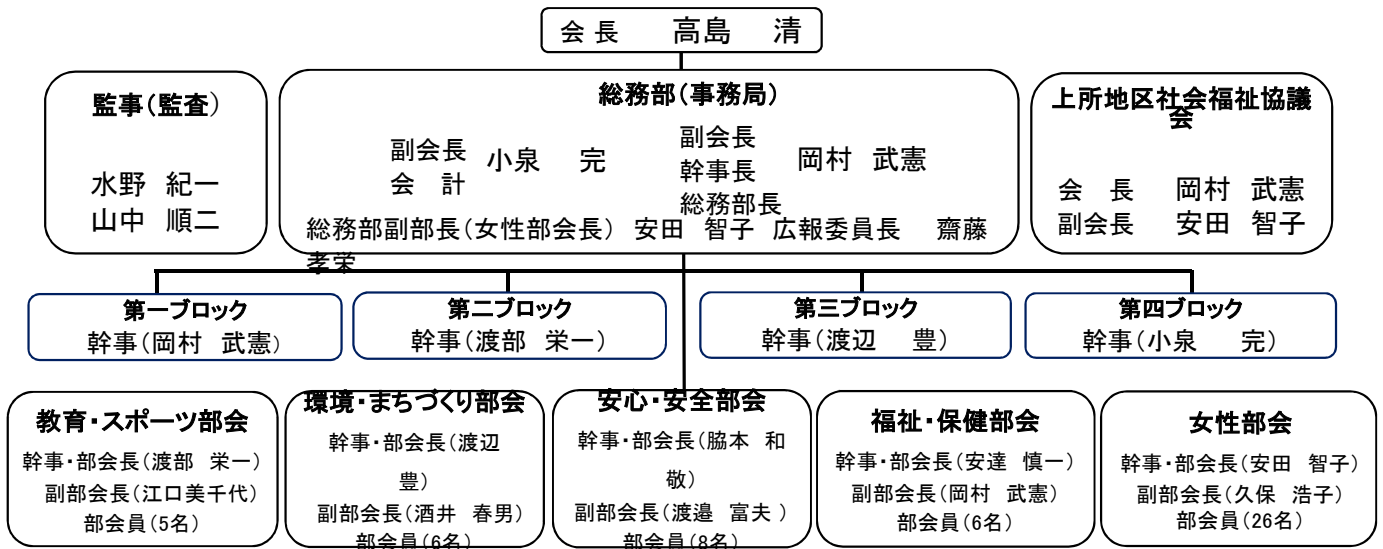 会 長　高島　清
監事(監査)
水野　紀一
山中　順二
総務部(事務局)
副会長
会　計
小泉　完
副会長
幹事長
総務部長
岡村　武憲
総務部副部長(女性部会長)　安田　智子　広報委員長　齋藤
孝栄
上所地区社会福祉協議
会
会　長　岡村　武憲
副会長　安田　智子
第一ブロック
幹事(岡村　武憲)
第二ブロック
幹事(渡部　栄一)
第三ブロック
幹事(渡辺　豊)
第四ブロック
幹事(小泉　完)
教育・スポーツ部会
幹事・部会長(渡部　栄一)
副部会長(江口美千代)
部会員(5名)
環境・まちづくり部会
幹事・部会長(渡辺
豊)
副部会長(酒井　春男)
部会員(6名)
安心・安全部会
幹事・部会長(脇本　和
敬)
副部会長(渡邉　富夫 )
部会員(8名)
福祉・保健部会
幹事・部会長(安達　慎一)
副部会長(岡村　武憲)
部会員(6名)
女性部会
幹事・部会長(安田　智子)
副部会長(久保　浩子)
部会員(26名)